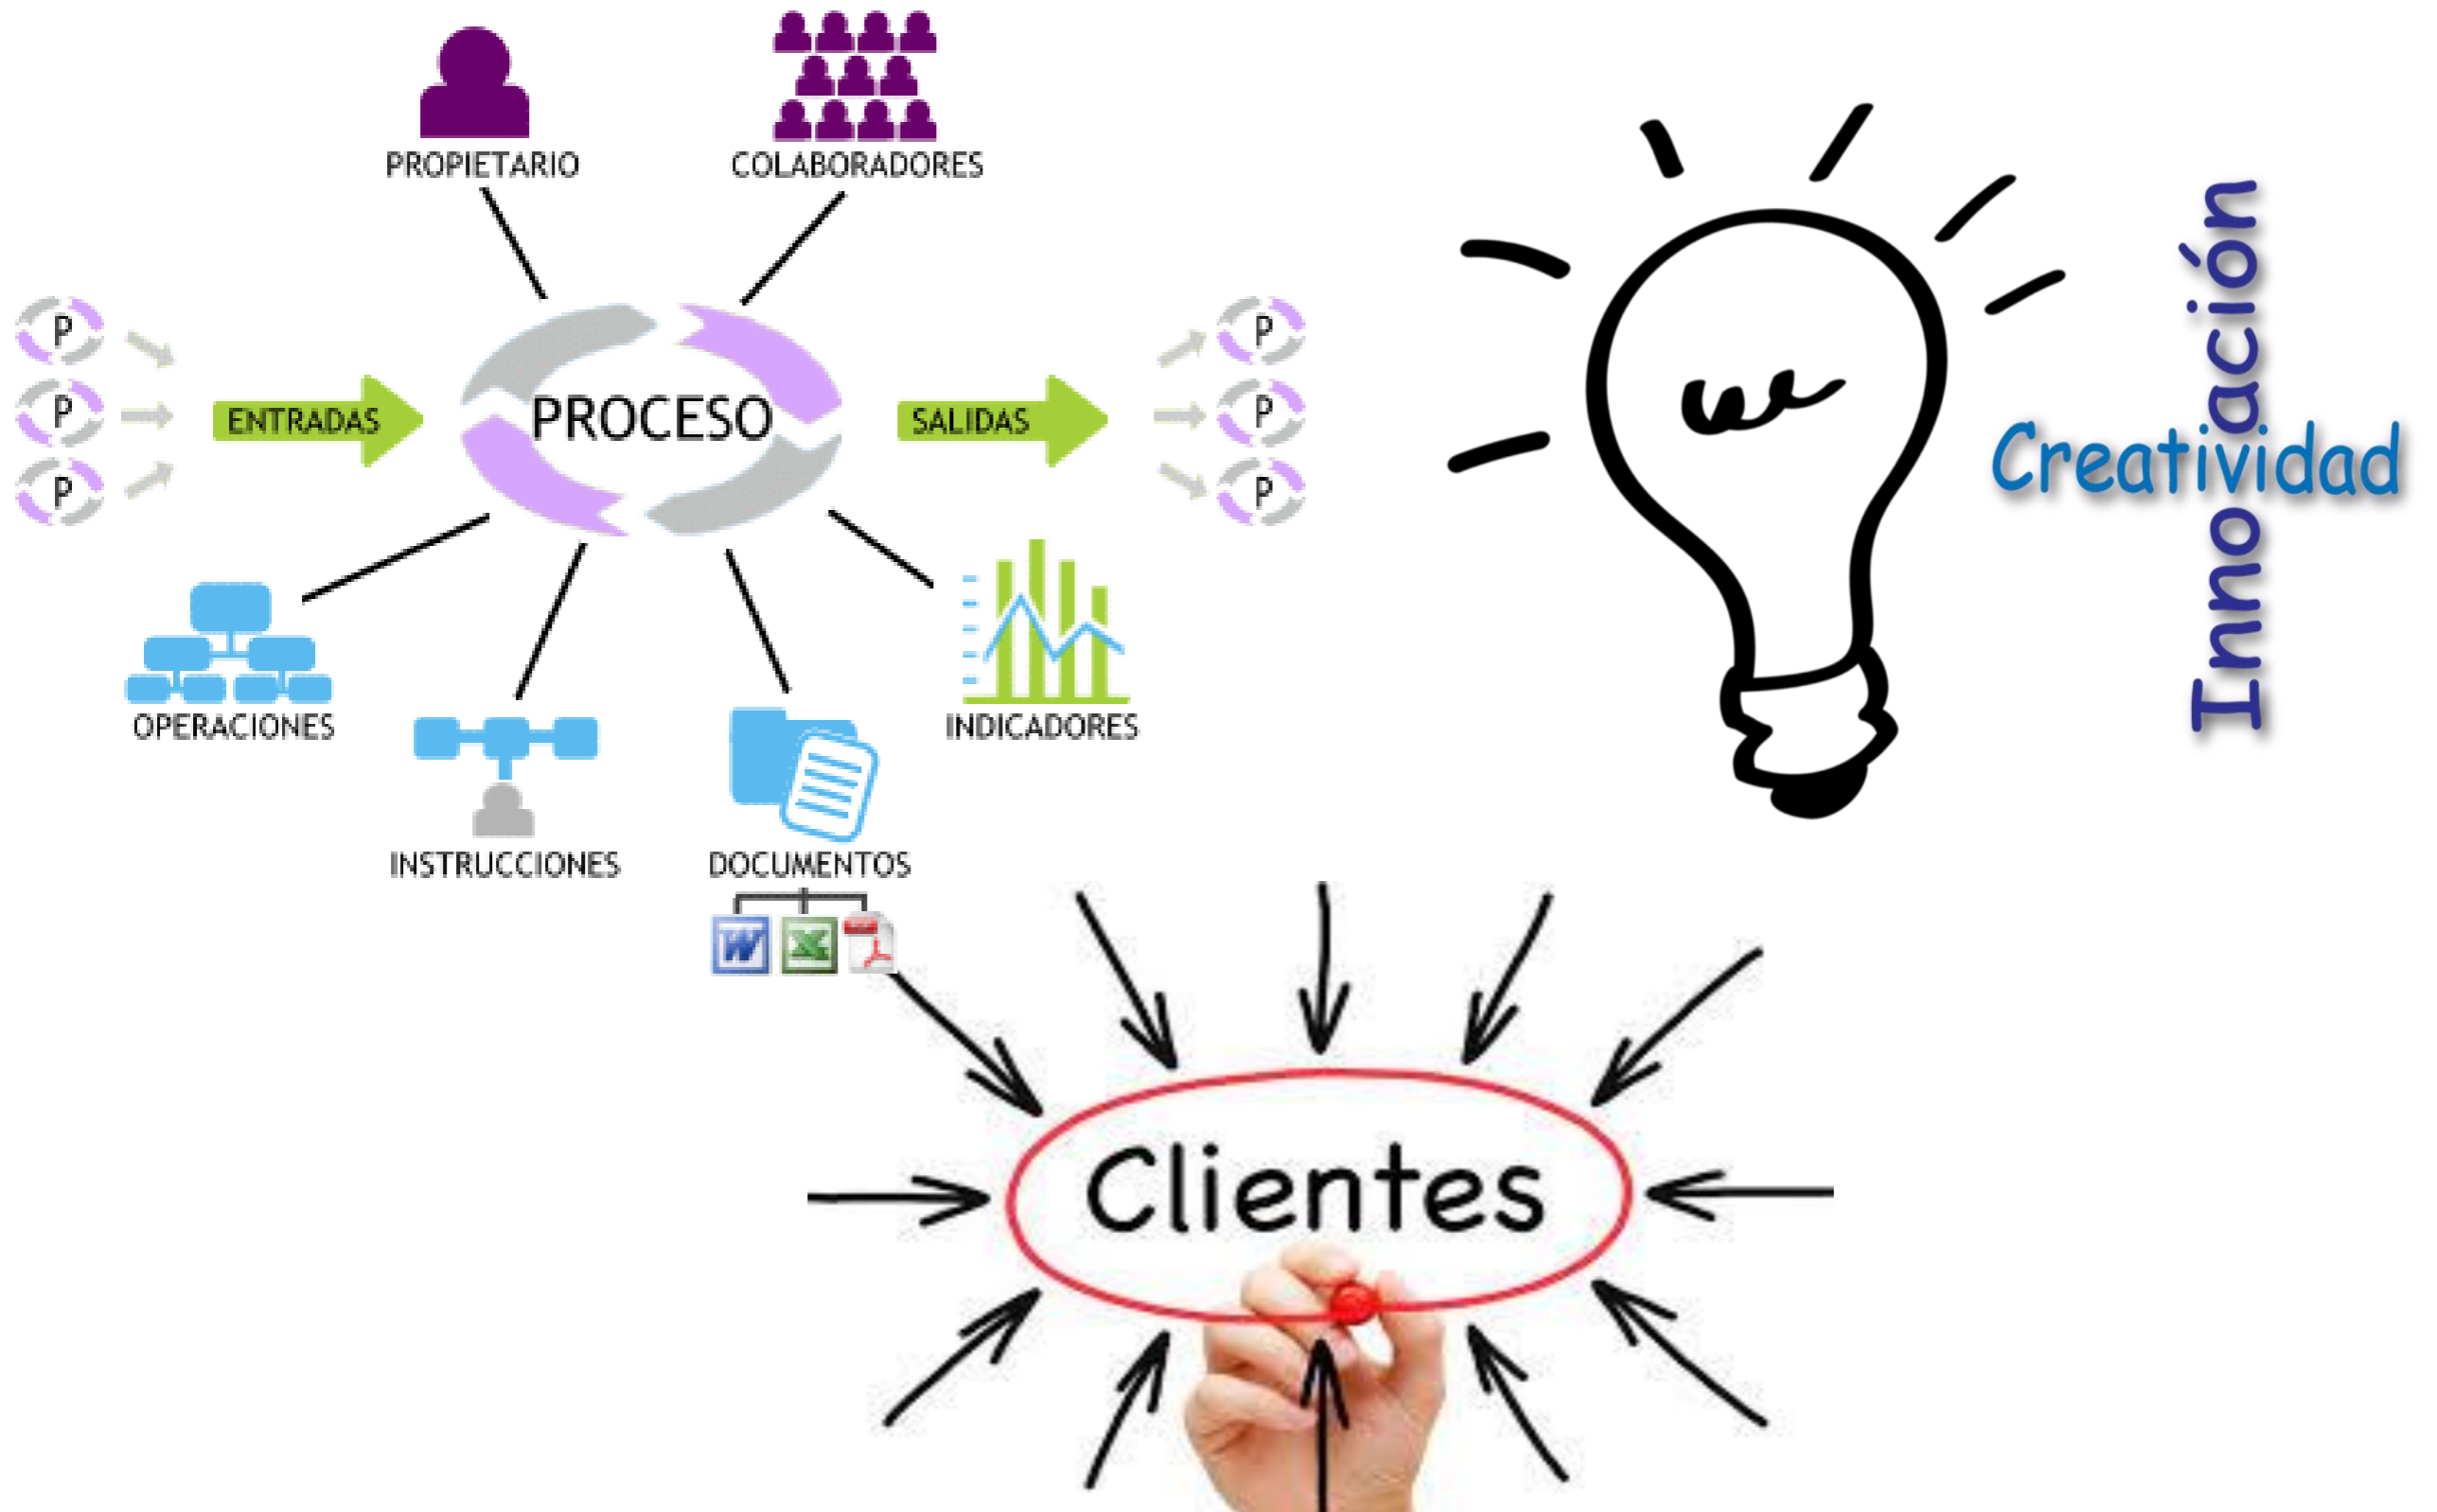 PROPIETARIO
COLABORADORES
P
P
P
ENTRADAS
PROCESO
SALIDAS
P
P
P
OPERACIONES
INSTRUCCIONES
DOCUMENTOS
INDICADORES
W
X
Innovación
Creatividad
Clientes